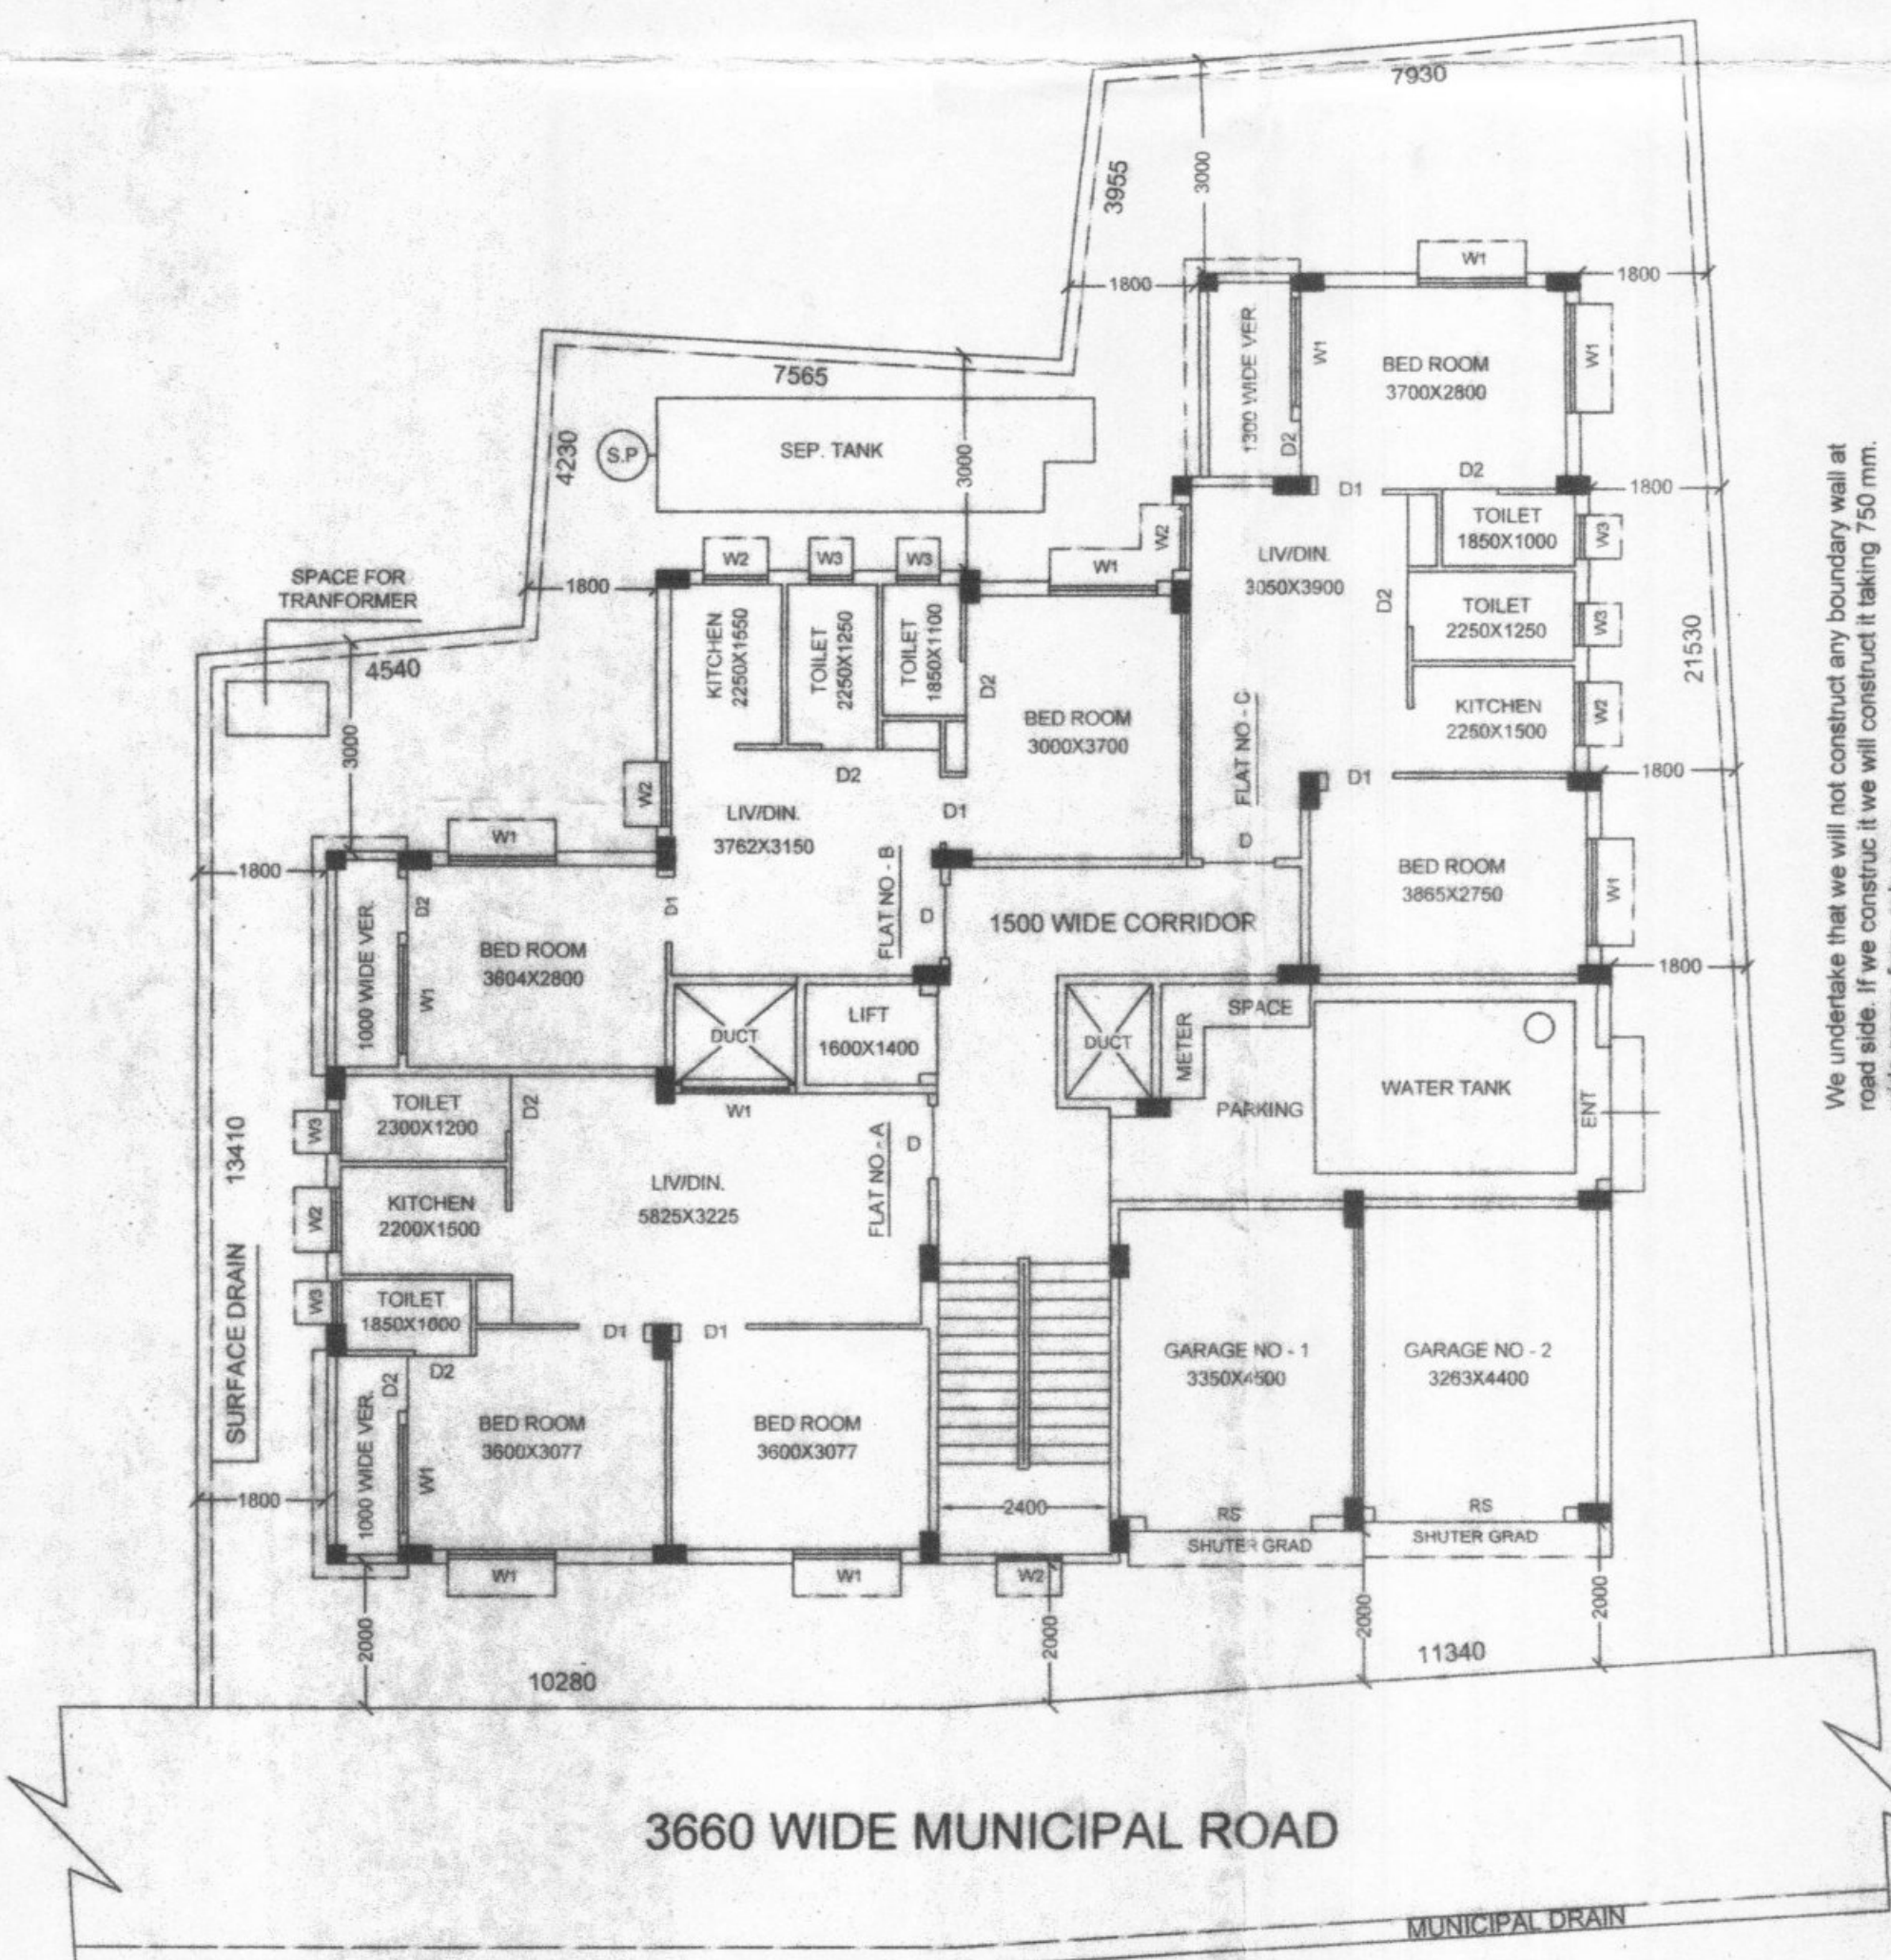 7930
3955
3000
1800
W1
1800
1300 WIDE VER.
W1
D2
BED ROOM
3700X2800
W1
D2
D1
1800
7565
4230
S.P
SEP. TANK
3000
W2
W1
TOILET
1850X1000
W3
LIV/DIN.
3050X3900
D2
TOILET
2250X1250
W3
KITCHEN
2250X1500
W2
21530
FLAT NO - C
D
D1
1800
BED ROOM
3865X2750
W1
1800
SPACE FOR
TRANFORMER
1800
4540
3000
W2
W3
W3
KITCHEN
2250X1550
TOILET
2250X1250
TOILET
1850X1100
D2
BED ROOM
3000X3700
D2
D1
W2
LIV/DIN.
3762X3150
FLAT NO - B
D
1500 WIDE CORRIDOR
W1
1800
1000 WIDE VER.
D2
W1
BED ROOM
3604X2800
D1
DUCT
LIFT
1600X1400
W1
DUCT
METER
SPACE
PARKING
WATER TANK
ENT
13410
SURFACE DRAIN
W3
TOILET
2300X1200
D2
W2
KITCHEN
2200X1500
LIV/DIN.
5825X3225
FLAT NO - A
D
W3
TOILET
1850X1000
D1
D1
D2
D2
1800
1000 WIDE VER.
W1
BED ROOM
3600X3077
BED ROOM
3600X3077
GARAGE NO - 1
3350X4500
GARAGE NO - 2
3263X4400
2400
RS
SHUTER GRAD
RS
SHUTER GRAD
W1
W1
W2
2000
2000
2000
2000
10280
11340
3660 WIDE MUNICIPAL ROAD
MUNICIPAL DRAIN
We undertake that we will not construct any boundary wall at
road side. If we construc it we will construct it taking 750 mm.